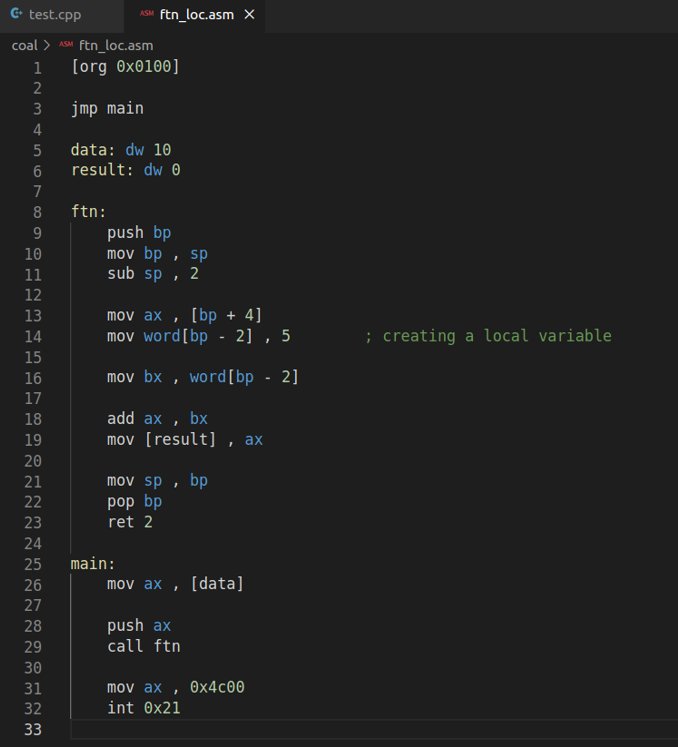 test.cpp
ASM ftn_loc.asm ×
coal > ASM ftn_loc.asm
1 [org 0x0100]
2
3 jmp main
4
5 data: dw 10
6 result: dw 0
7
8 ftn:
9 push bp
10 mov bp , sp
11 sub sp , 2
12
13 mov ax , [bp + 4]
14 mov word[bp - 2] , 5 ; creating a local variable
15
16 mov bx , word[bp - 2]
17
18 add ax , bx
19 mov [result] , ax
20
21 mov sp , bp
22 pop bp
23 ret 2
24
25 main:
26 mov ax , [data]
27
28 push ax
29 call ftn
30
31 mov ax , 0x4c00
32 int 0x21
33